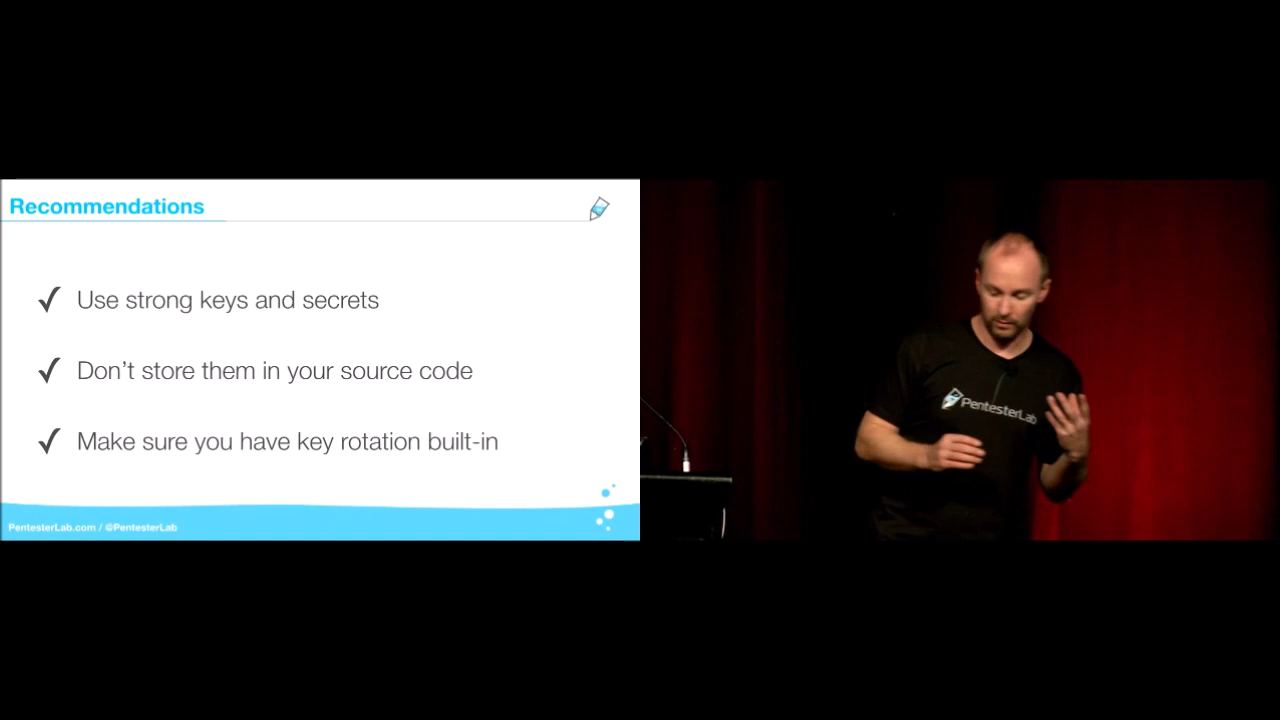 Recommendations
Use strong keys and secrets
Don't store them in your source code
Make sure you have key rotation built-in
PentesterLab.com / @PentesterLab
PentesterLab